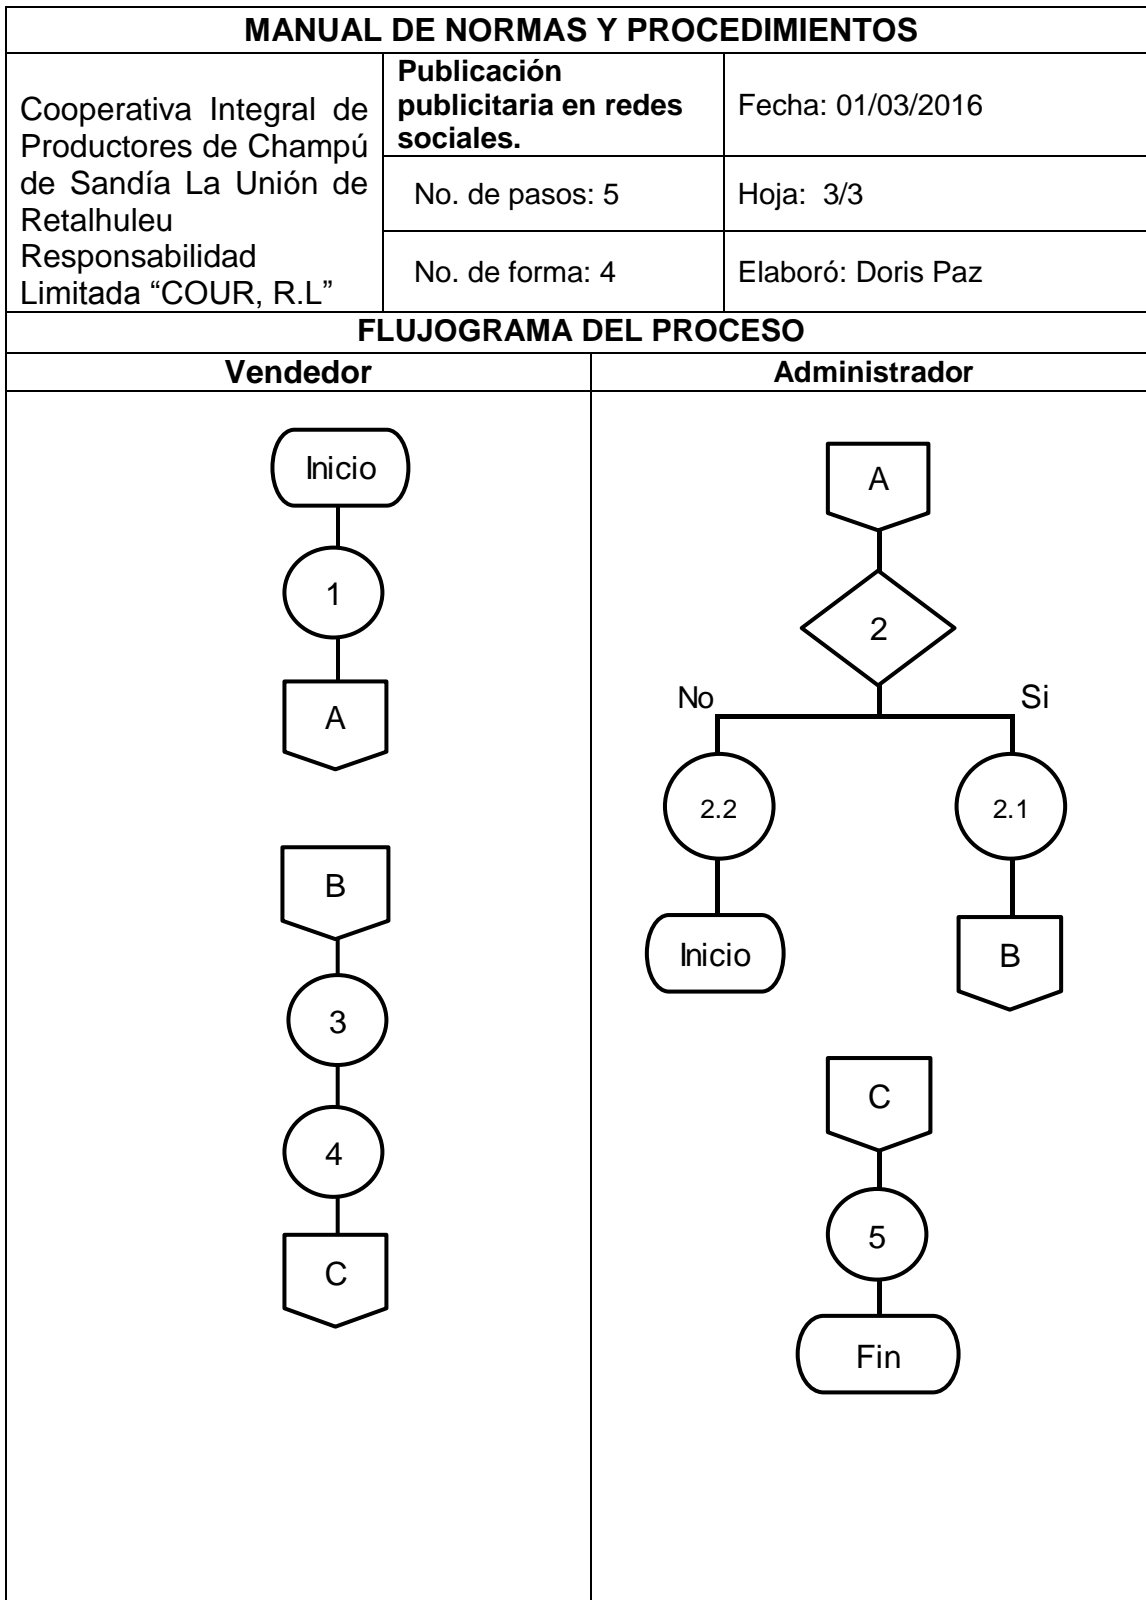 MANUAL DE NORMAS Y PROCEDIMIENTOS
Cooperativa Integral de
Productores de Champú
de Sandía La Unión de
Retalhuleu
Responsabilidad
Limitada “COUR, R.L”
Publicación
publicitaria en redes
sociales.
Fecha: 01/03/2016
No. de pasos: 5
Hoja: 3/3
No. de forma: 4
Elaboró: Doris Paz
FLUJOGRAMA DEL PROCESO
Vendedor
Administrador
Inicio
1
A
B
3
4
C
A
2
No
Si
2.2
2.1
Inicio
B
C
5
Fin